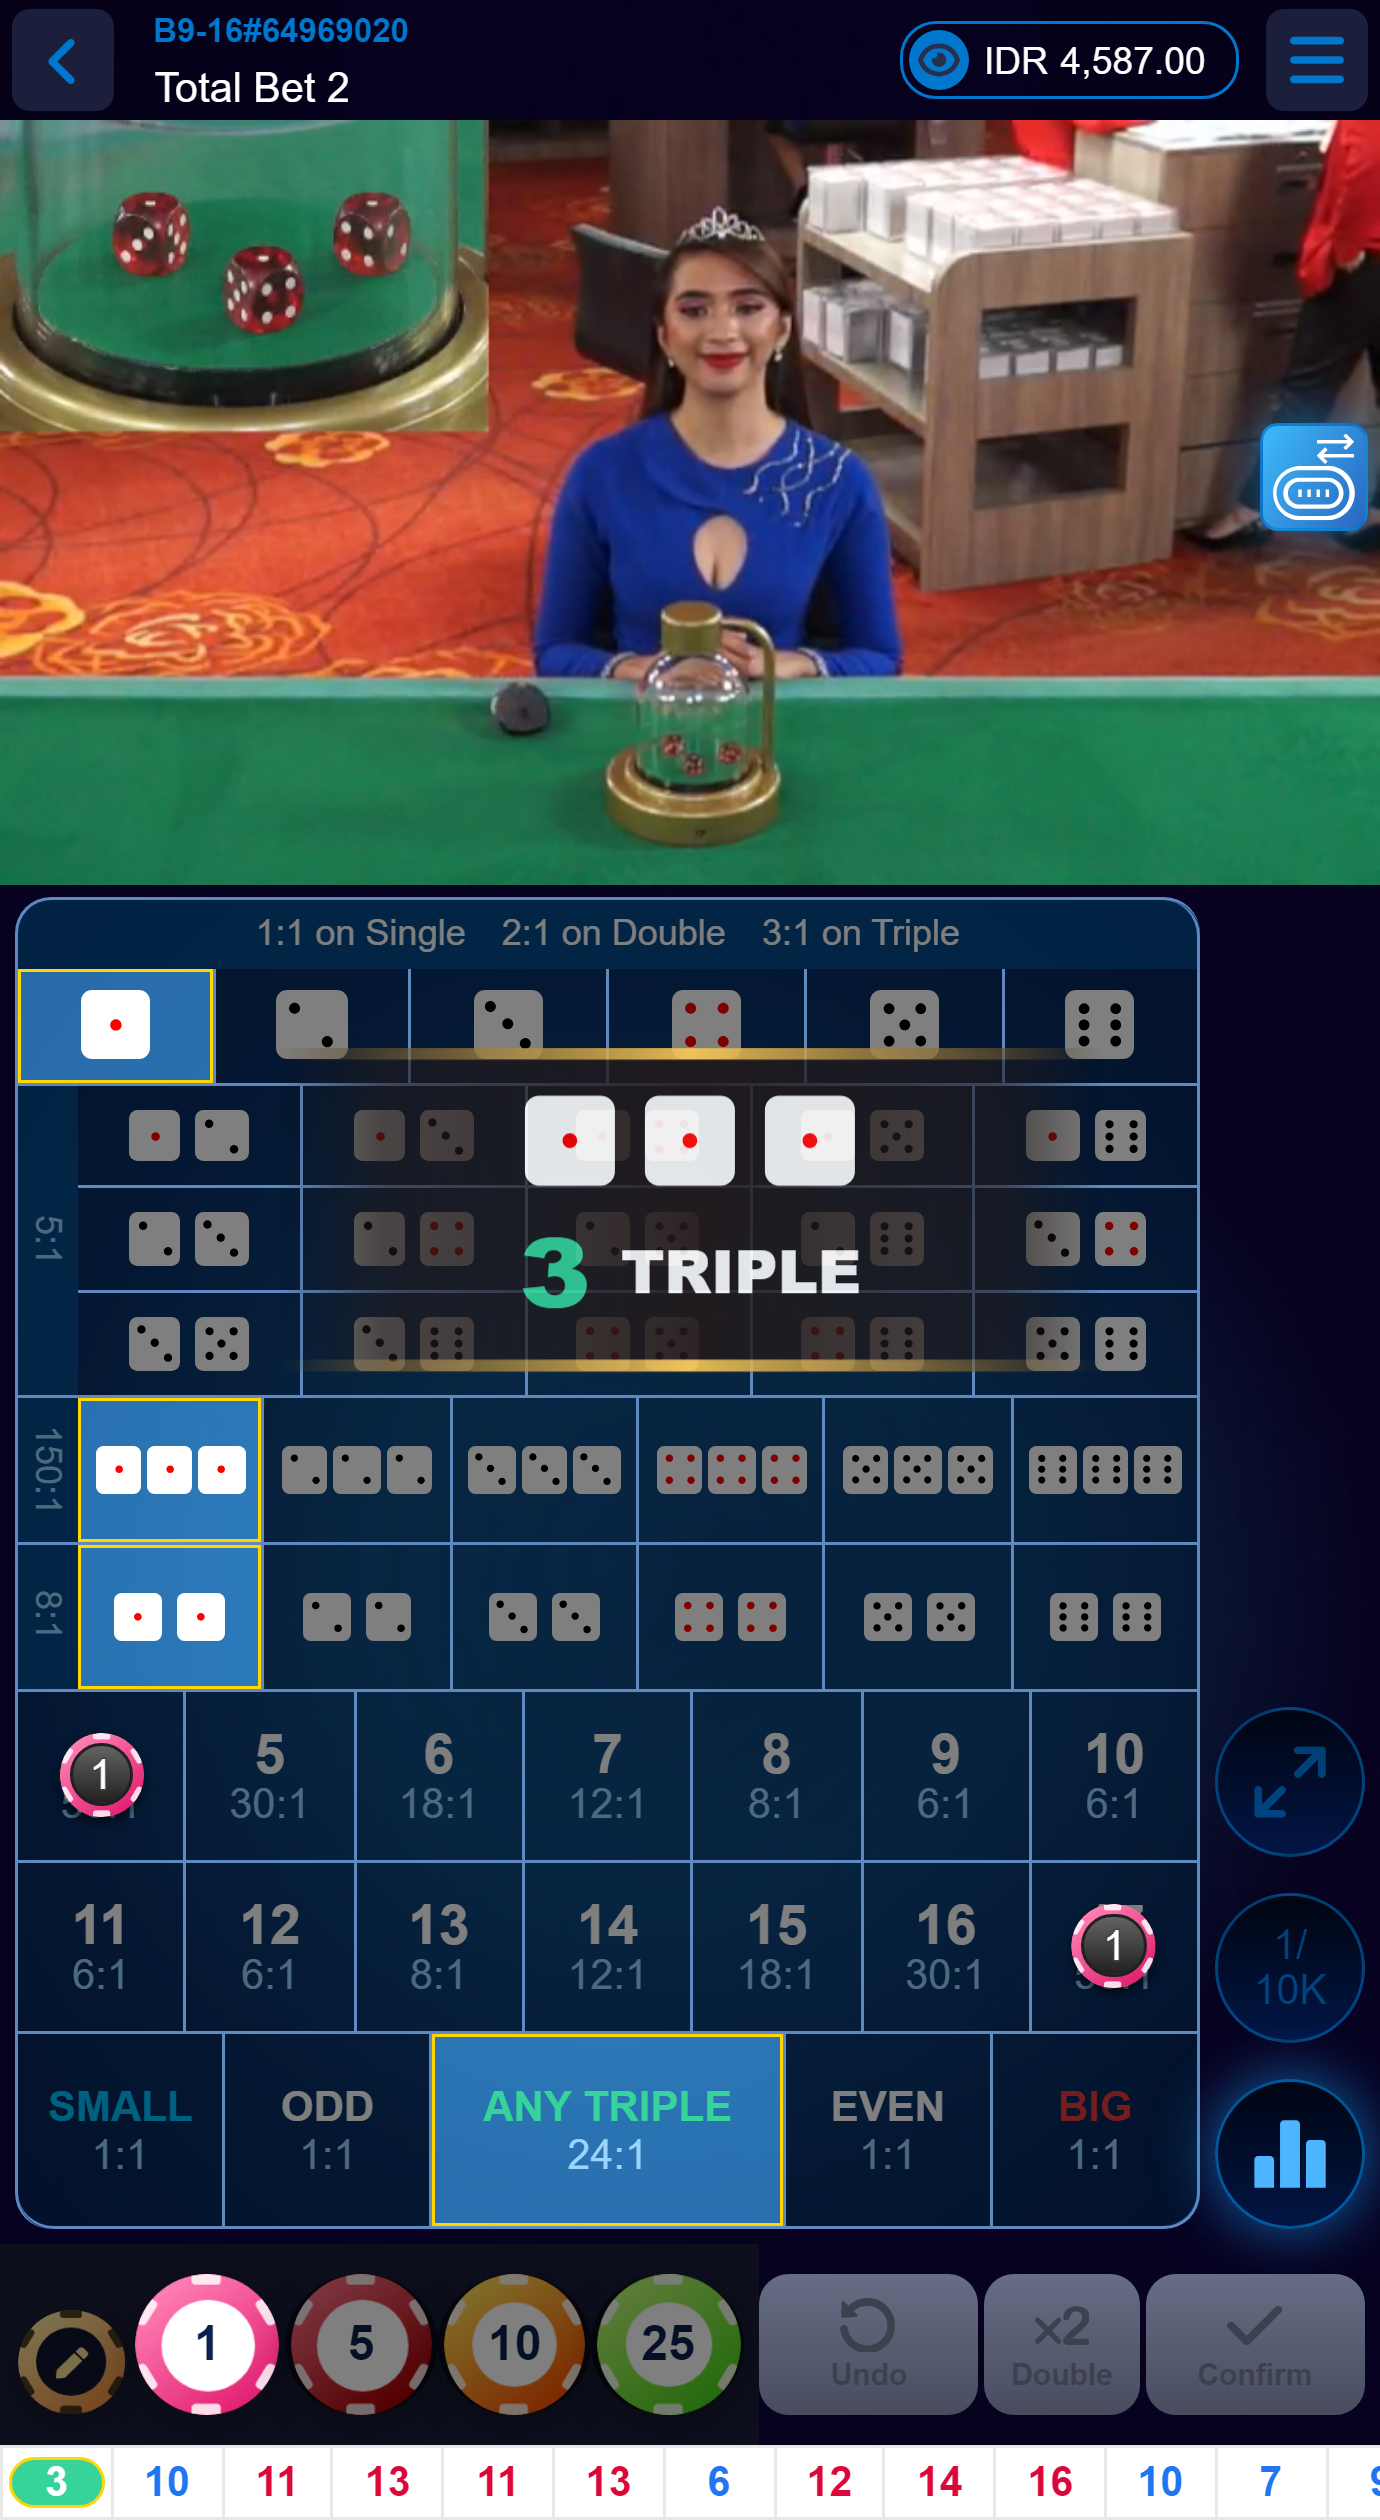 B9-16#64969020
Total Bet 2
IDR 4,587.00
1:1 on Single 2:1 on Double 3:1 on Triple
5:1
3 TRIPLE
150:1
8:1
1
5 6 7 8 9 10
30:1 18:1 12:1 8:1 6:1 6:1
11 12 13 14 15 16
1
6:1 6:1 8:1 12:1 18:1 30:1
1/
10K
SMALL ODD ANY TRIPLE EVEN BIG
1:1 1:1 24:1 1:1 1:1
1 5 10 25
x2
Undo Double Confirm
3 10 11 13 11 13 6 12 14 16 10 7